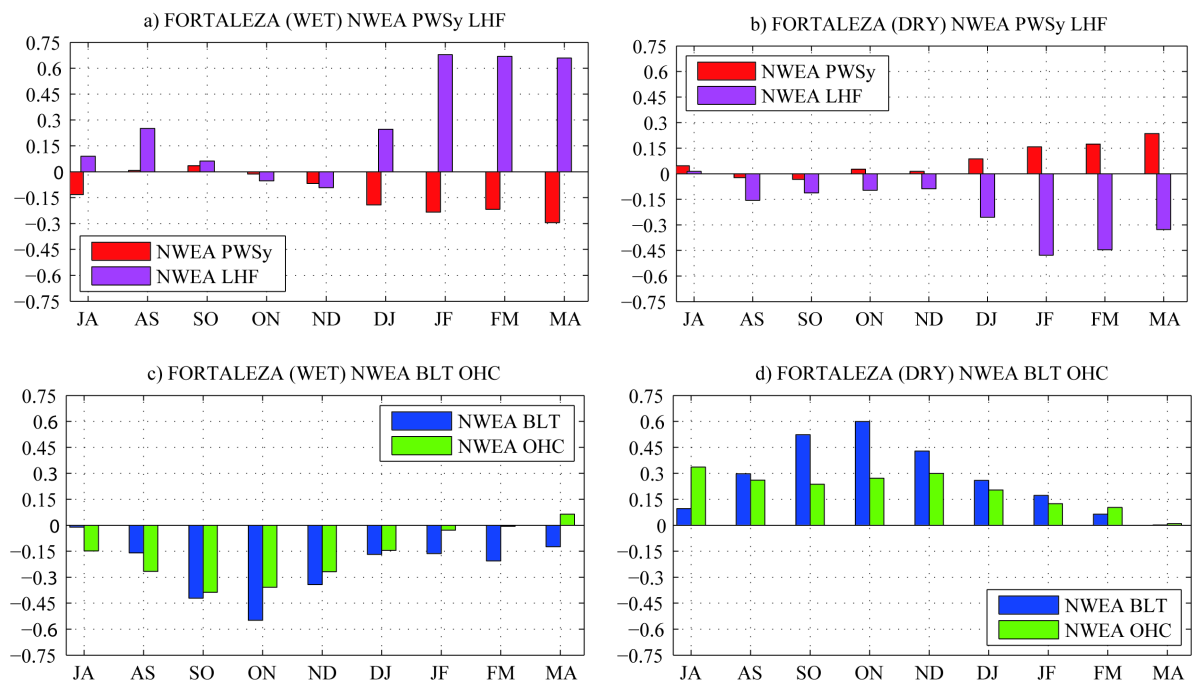 a) FORTALEZA (WET) NWEA PWSy LHF
0.75
0.6
0.45
0.3
0.15
0
−0.15
−0.3
−0.45
−0.6
−0.75
NWEA PWSy
NWEA LHF
JA AS SO ON ND DJ JF FM MA
b) FORTALEZA (DRY) NWEA PWSy LHF
0.75
0.6
0.45
0.3
0.15
0
−0.15
−0.3
−0.45
−0.6
−0.75
NWEA PWSy
NWEA LHF
JA AS SO ON ND DJ JF FM MA
c) FORTALEZA (WET) NWEA BLT OHC
0.75
0.6
0.45
0.3
0.15
0
−0.15
−0.3
−0.45
−0.6
−0.75
NWEA BLT
NWEA OHC
JA AS SO ON ND DJ JF FM MA
d) FORTALEZA (DRY) NWEA BLT OHC
0.75
0.6
0.45
0.3
0.15
0
−0.15
−0.3
−0.45
−0.6
−0.75
NWEA BLT
NWEA OHC
JA AS SO ON ND DJ JF FM MA